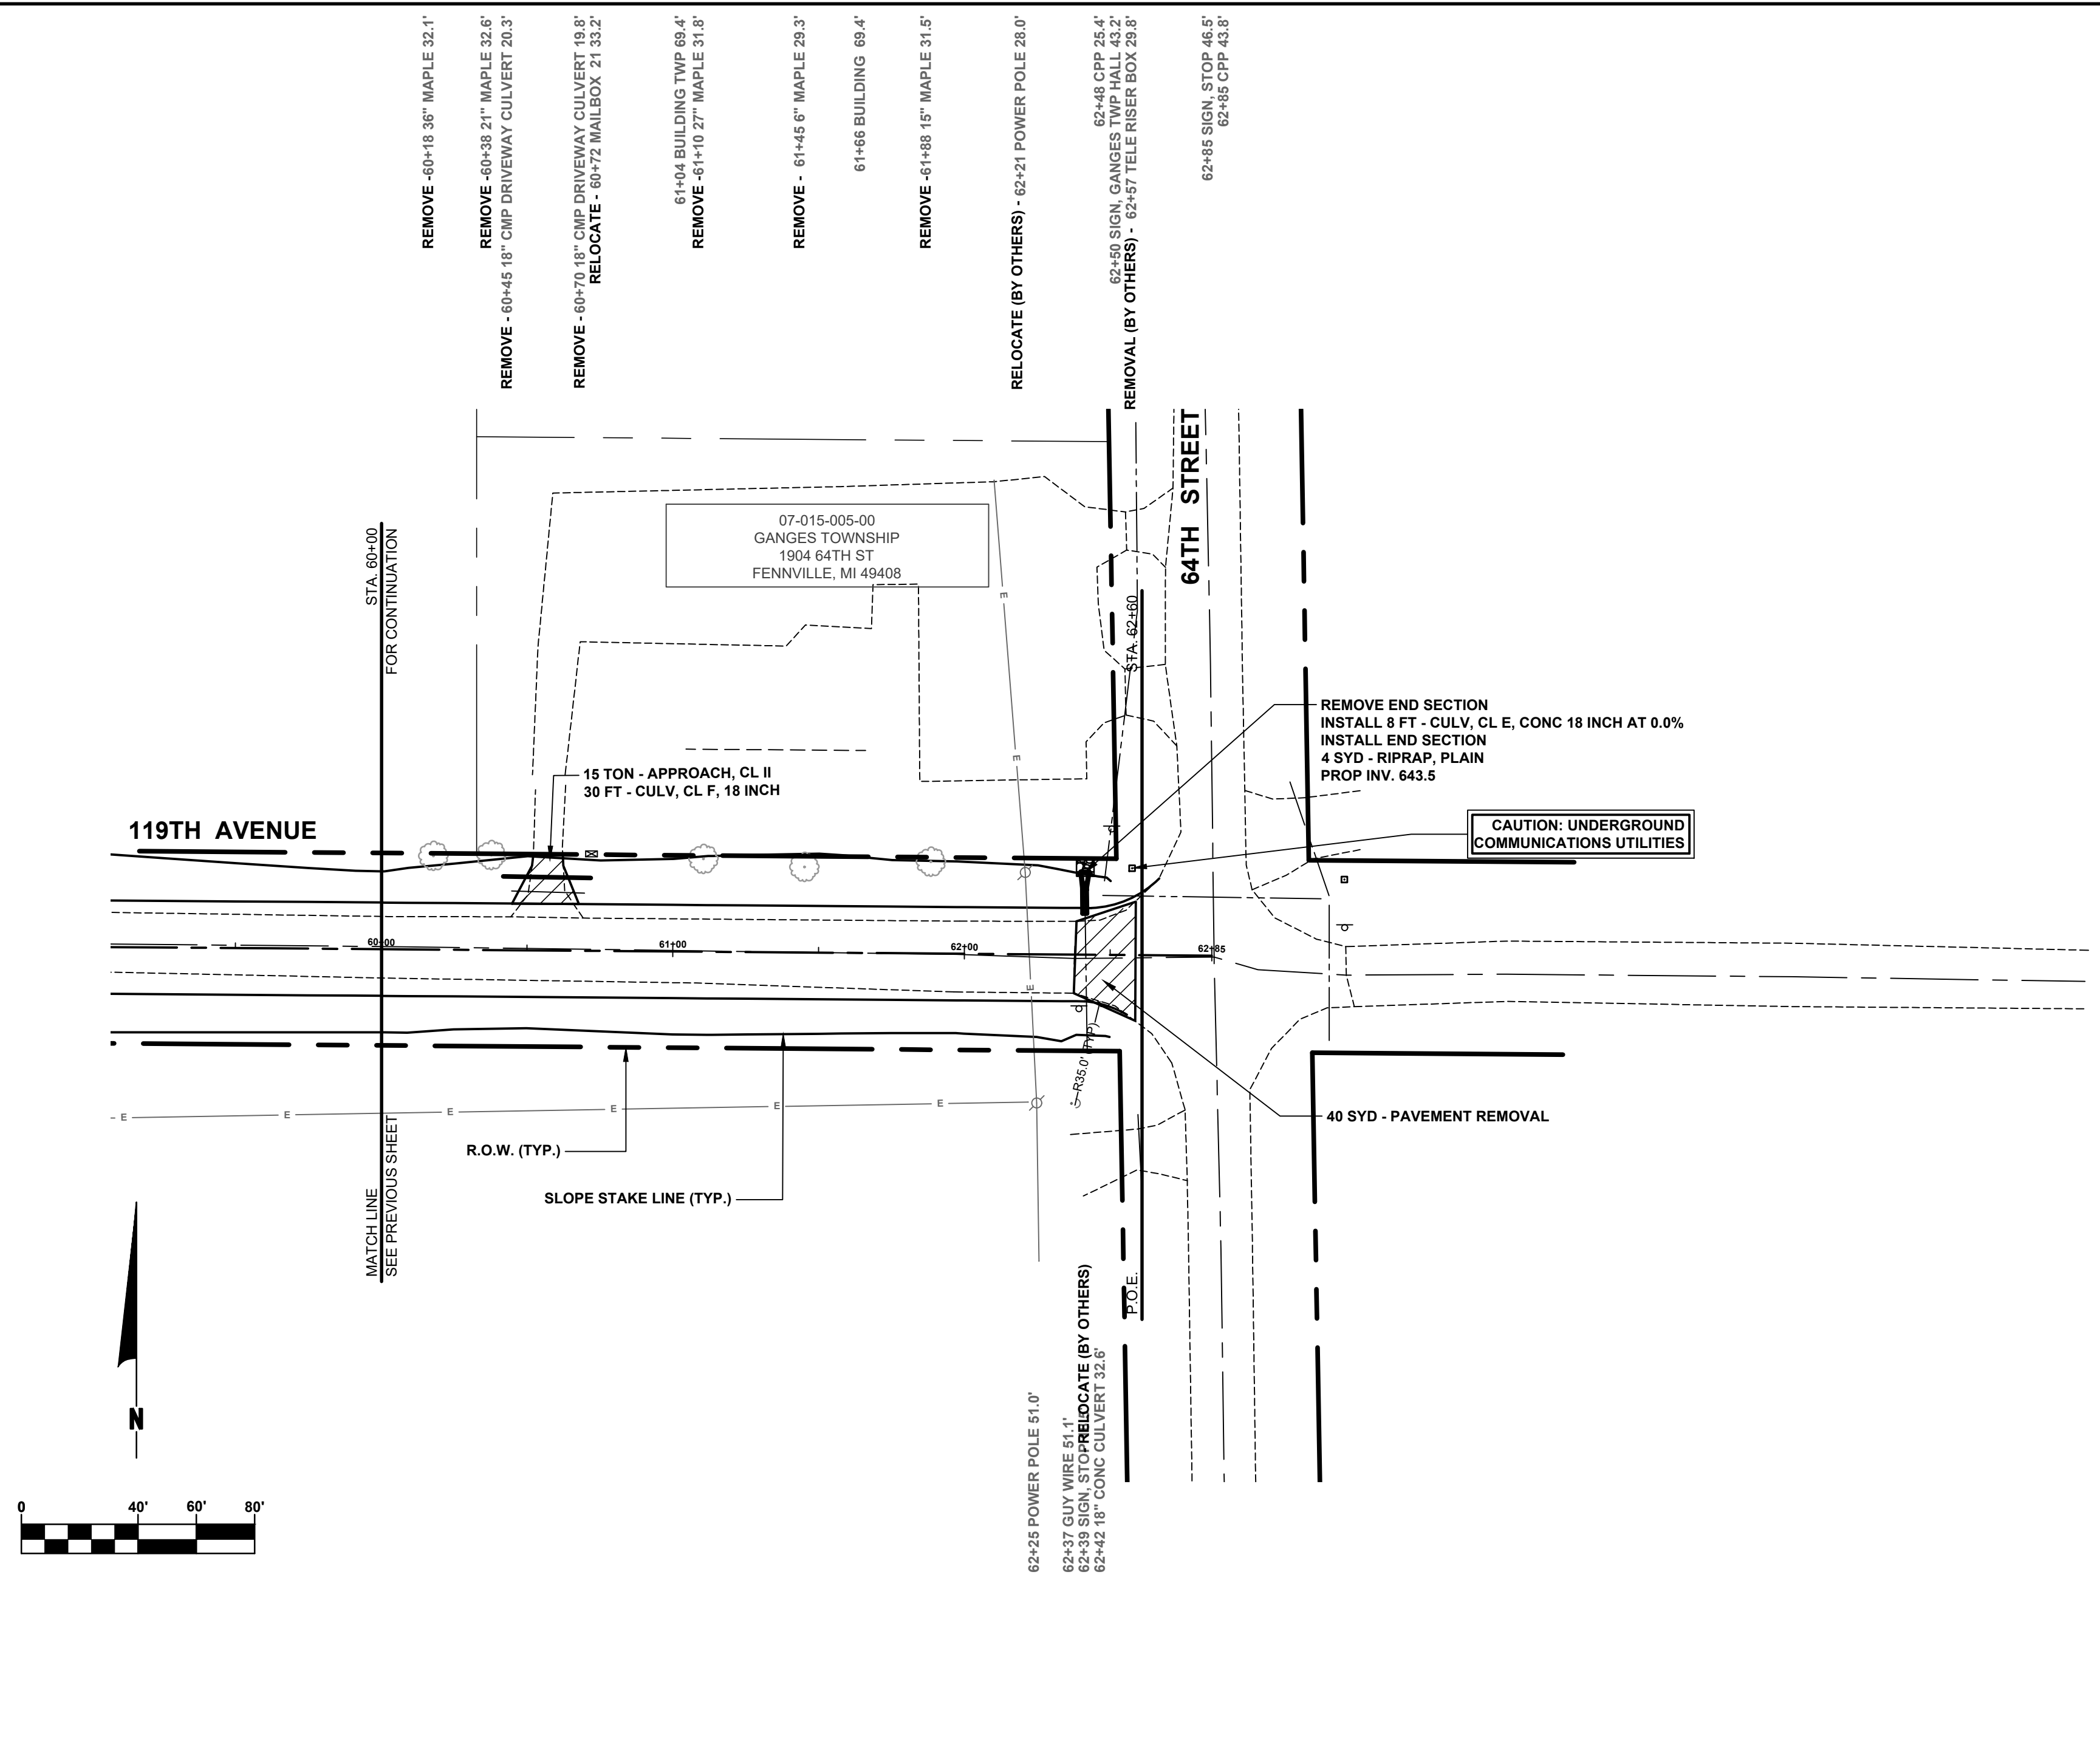 REMOVE -60+18 36" MAPLE 32.1'
REMOVE -60+38 21" MAPLE 32.6'
REMOVE - 60+45 18" CMP DRIVEWAY CULVERT 20.3'
REMOVE - 60+70 18" CMP DRIVEWAY CULVERT 19.8'
RELOCATE - 60+72 MAILBOX 21 33.2'
61+04 BUILDING TWP 69.4'
REMOVE -61+10 27" MAPLE 31.8'
REMOVE - 61+45 6" MAPLE 29.3'
61+66 BUILDING 69.4'
REMOVE -61+88 15" MAPLE 31.5'
RELOCATE (BY OTHERS) - 62+21 POWER POLE 28.0'
62+48 CPP 25.4'
62+50 SIGN, GANGES TWP HALL 43.2'
REMOVAL (BY OTHERS) - 62+57 TELE RISER BOX 29.8'
62+85 SIGN, STOP 46.5'
62+85 CPP 43.8'
64TH STREET
STA. 60+00
FOR CONTINUATION
07-015-005-00
GANGES TOWNSHIP
1904 64TH ST
FENNVILLE, MI 49408
E
STA. 62+60
REMOVE END SECTION
INSTALL 8 FT - CULV, CL E, CONC 18 INCH AT 0.0%
INSTALL END SECTION
4 SYD - RIPRAP, PLAIN
PROP INV. 643.5
E
15 TON - APPROACH, CL II
30 FT - CULV, CL F, 18 INCH
119TH AVENUE
CAUTION: UNDERGROUND
COMMUNICATIONS UTILITIES
60+00
61+00
62+00
62+85
E
R35.0' (TYP)
E
E
E
E
E
E
40 SYD - PAVEMENT REMOVAL
R.O.W. (TYP.)
SLOPE STAKE LINE (TYP.)
MATCH LINE
SEE PREVIOUS SHEET
P.O.E.
N
62+25 POWER POLE 51.0'
62+37 GUY WIRE 51.1'
62+39 SIGN, STOP
RELOCATE (BY OTHERS)
62+42 18" CONC CULVERT 32.6'
0 40' 60' 80'